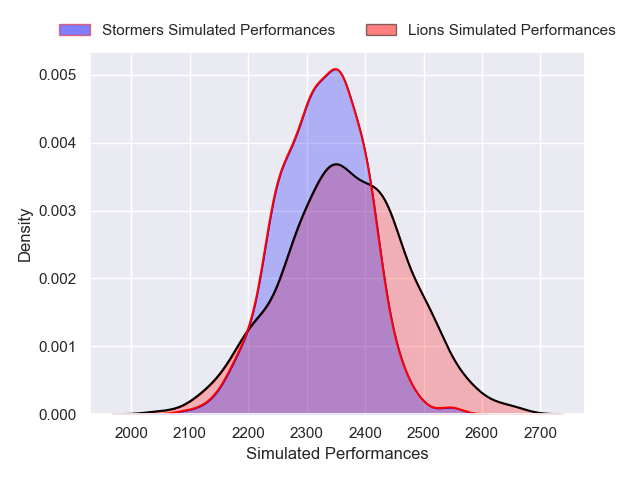 Stormers Simulated Performances Lions Simulated Performances
0.005
0.004
0.003
0.002
0.001
0.000
Density
2000 2100 2200 2300 2400 2500 2600 2700
Simulated Performances